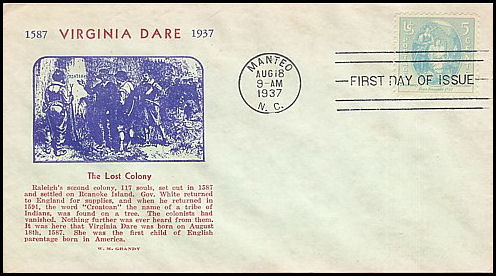 1587 VIRGINIA DARE 1937
MANTEO
AUG 18
9-AM
1937
N. C.
FIRST DAY OF ISSUE
5
The Lost Colony
Raleigh's second colony, 117 souls, set out in 1587
and settled on Roanoke Island. Gov. White returned
to England for supplies, and when he returned in
1591, the word "Croatoan" the name of a tribe of
Indians, was found on a tree. The colonists had
vanished. Nothing further was ever heard from them.
It was here that Virginia Dare was born on August
18th, 1587. She was the first child of English
parentage born in America.
W. M. GRANDY